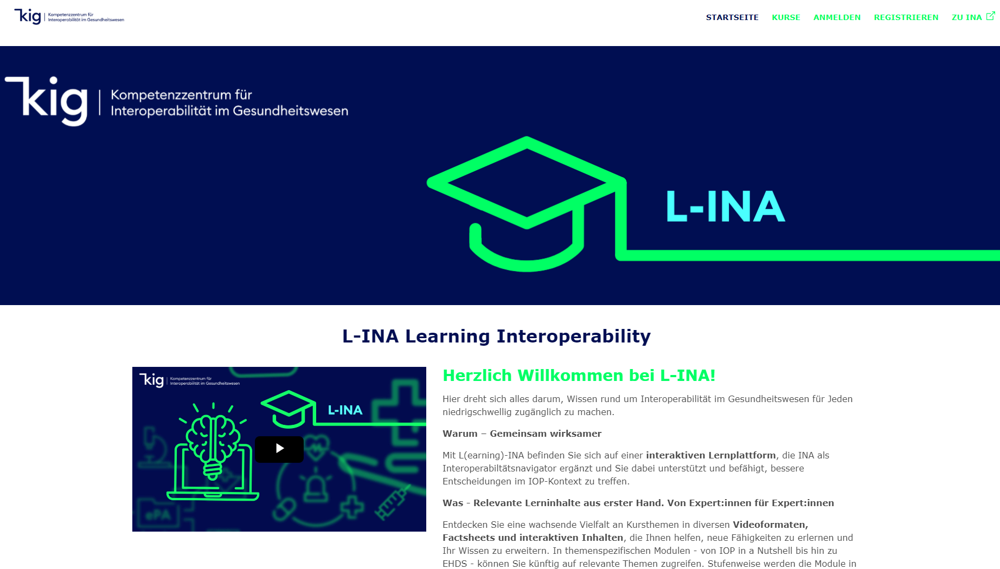 kig | Kompetenzzentrum für
Interoperabilität im Gesundheitswesen
STARTSEITE KURSE ANMELDEN REGISTRIEREN ZU INA
kig | Kompetenzzentrum für
Interoperabilität im Gesundheitswesen
L-INA
L-INA Learning Interoperability
kig | Kompetenzzentrum für
Interoperabilität im Gesundheitswesen
L-INA
ePA
Herzlich Willkommen bei L-INA!
Hier dreht sich alles darum, Wissen rund um Interoperabilität im Gesundheitswesen für Jeden
niedrigschwellig zugänglich zu machen.
Warum – Gemeinsam wirksamer
Mit L(earning)-INA befinden Sie sich auf einer interaktiven Lernplattform, die INA als
Interoperabiltätsnavigator ergänzt und Sie dabei unterstützt und befähigt, bessere
Entscheidungen im IOP-Kontext zu treffen.
Was - Relevante Lerninhalte aus erster Hand. Von Expert:innen für Expert:innen
Entdecken Sie eine wachsende Vielfalt an Kursthemen in diversen Videoformaten,
Factsheets und interaktiven Inhalten, die Ihnen helfen, neue Fähigkeiten zu erlernen und
Ihr Wissen zu erweitern. In themenspezifischen Modulen - von IOP in a Nutshell bis hin zu
EHDS - können Sie künftig auf relevante Themen zugreifen. Stufenweise werden die Module in